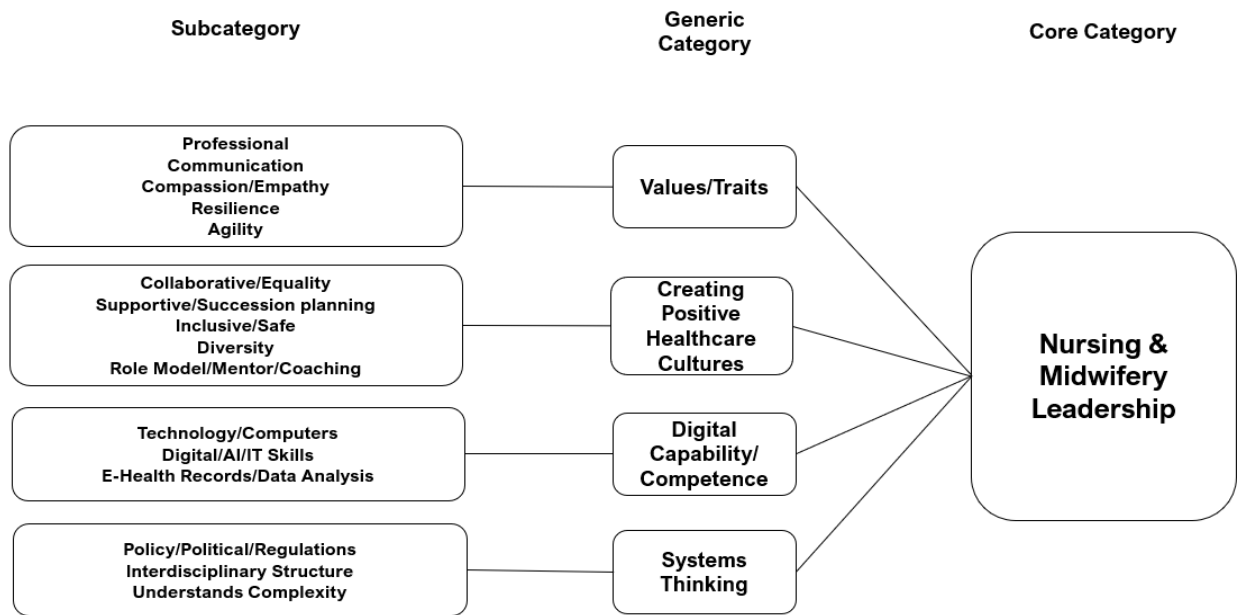 Subcategory
Generic
Category
Core Category
Professional
Communication
Compassion/Empathy
Resilience
Agility
Values/Traits
Collaborative/Equality
Supportive/Succession planning
Inclusive/Safe
Diversity
Role Model/Mentor/Coaching
Creating
Positive
Healthcare
Cultures
Technology/Computers
Digital/AI/IT Skills
E-Health Records/Data Analysis
Digital
Capability/
Competence
Policy/Political/Regulations
Interdisciplinary Structure
Understands Complexity
Systems
Thinking
Nursing &
Midwifery
Leadership